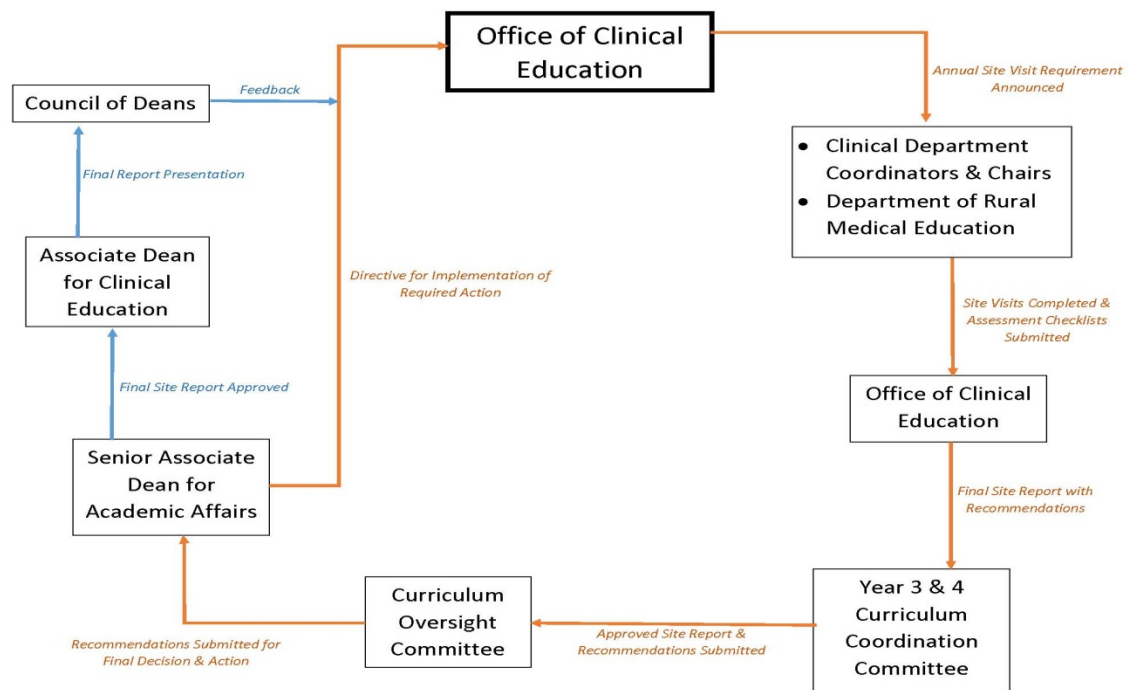 Office of Clinical
Education
Annual Site Visit Requirement
Announced
• Clinical Department
Coordinators & Chairs
• Department of Rural
Medical Education
Site Visits Completed &
Assessment Checklists
Submitted
Office of Clinical
Education
Final Site Report with
Recommendations
Year 3 & 4
Curriculum
Coordination
Committee
Approved Site Report &
Recommendations Submitted
Curriculum
Oversight
Committee
Recommendations Submitted for
Final Decision & Action
Senior Associate
Dean for
Academic Affairs
Directive for Implementation of
Required Action
Final Site Report Approved
Associate Dean
for Clinical
Education
Final Report Presentation
Council of Deans
Feedback